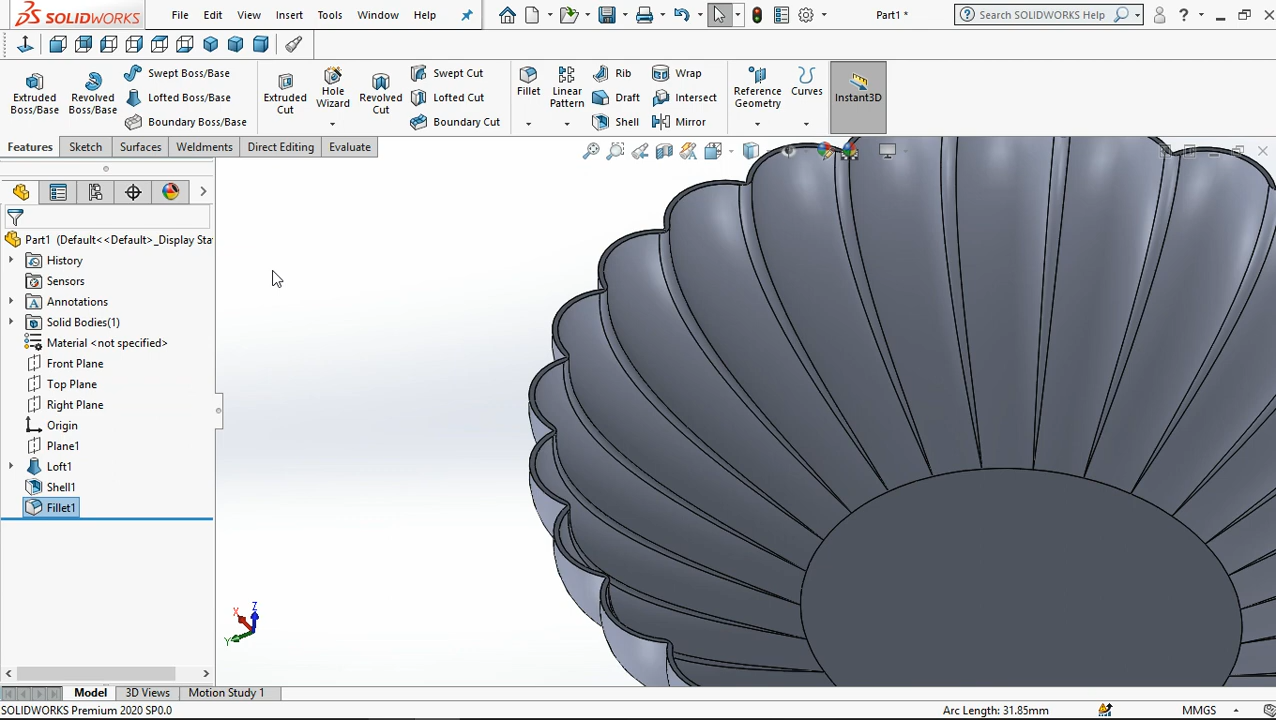 SOLIDWORKS File Edit View Insert Tools Window Help Part1 * Search SOLIDWORKS Help ?
Extruded Boss/Base
Revolved Boss/Base
Swept Boss/Base
Lofted Boss/Base
Boundary Boss/Base
Extruded Cut
Hole Wizard
Revolved Cut
Swept Cut
Lofted Cut
Boundary Cut
Fillet
Linear Pattern
Rib
Draft
Shell
Wrap
Intersect
Mirror
Reference Geometry
Curves
Instant3D
Features Sketch Surfaces Weldments Direct Editing Evaluate
Part1 (Default<<Default>_Display Sta
History
Sensors
Annotations
Solid Bodies(1)
Material <not specified>
Front Plane
Top Plane
Right Plane
Origin
Plane1
Loft1
Shell1
Fillet1
Z
X
Y
Model 3D Views Motion Study 1
SOLIDWORKS Premium 2020 SP0.0 Arc Length: 31.85mm MMGS